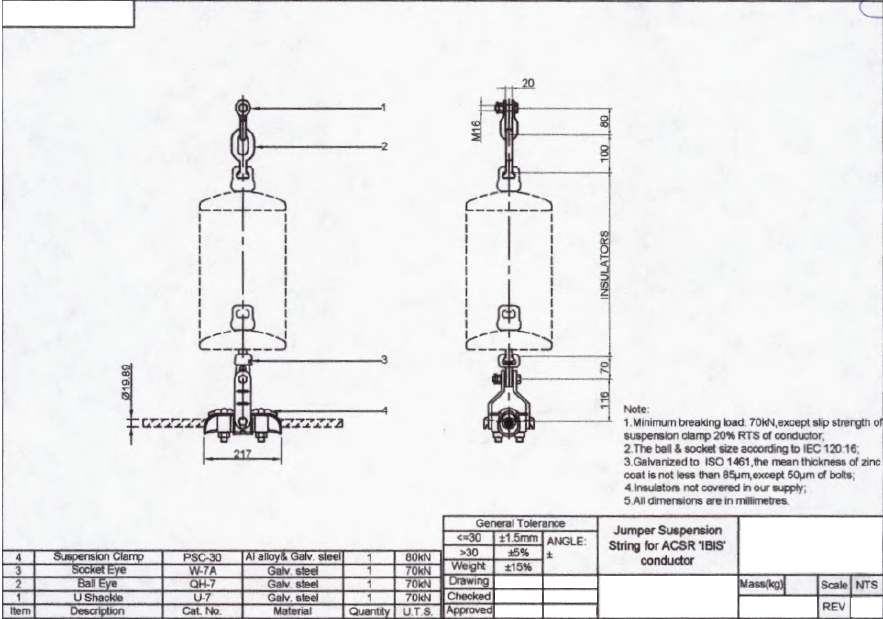 1
2
3
4
Ø19.80
217
20
M16
80
100
INSULATORS
70
116
Note:
1.Minimum breaking load: 70kN,except slip strength of
suspension clamp 20% RTS of conductor;
2.The ball & socket size according to IEC 120:16;
3.Galvanized to ISO 1461,the mean thickness of zinc
coat is not less than 85μm,except 50μm of bolts;
4.Insulators not covered in our supply;
5.All dimensions are in millimetres.
General Tolerance
<=30 ±1.5mm ANGLE:
>30 ±5% ±
Weight ±15%
Drawing
Checked
Approved
Jumper Suspension
String for ACSR 'IBIS'
conductor
Mass(kg) Scale NTS
REV
4 Suspension Clamp PSC-30 Al alloy& Galv. steel 1 80kN
3 Socket Eye W-7A Galv. steel 1 70kN
2 Ball Eye QH-7 Galv. steel 1 70kN
1 U Shackle U-7 Galv. steel 1 70kN
Item Description Cat. No. Material Quantity U.T.S.